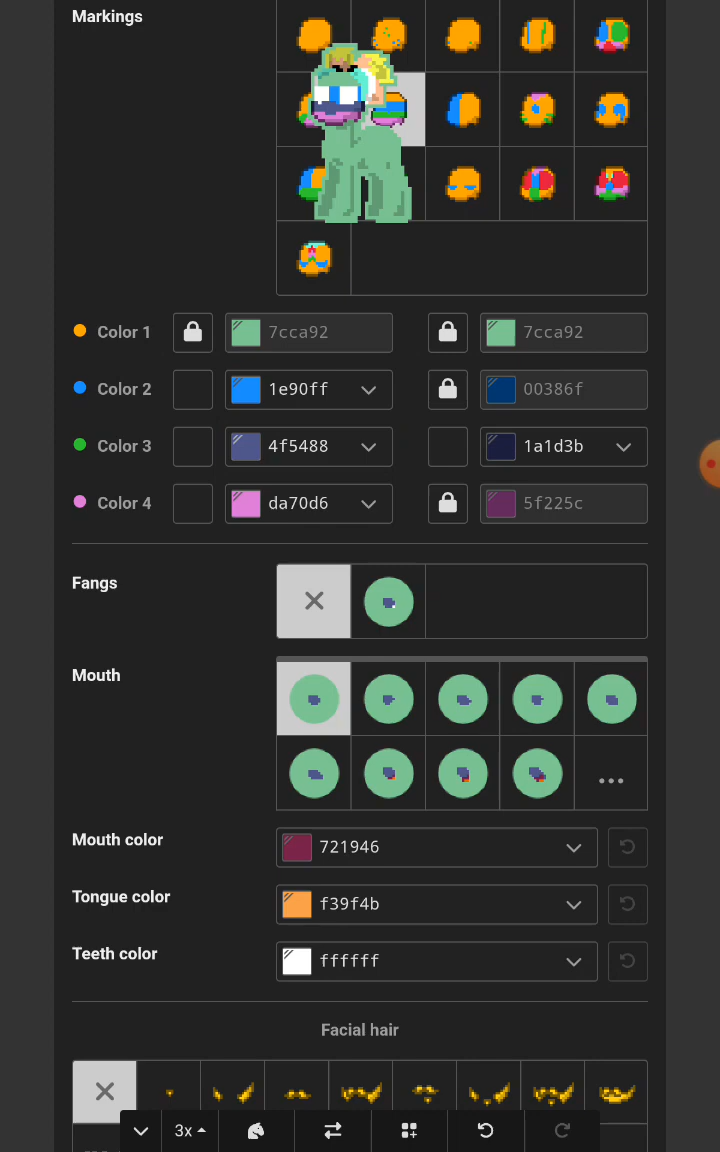 Markings
Color 1 7cca92 7cca92
Color 2 1e90ff 00386f
Color 3 4f5488 1a1d3b
Color 4 da70d6 5f225c
Fangs
Mouth
...
Mouth color 721946
Tongue color f39f4b
Teeth color ffffff
Facial hair
3x